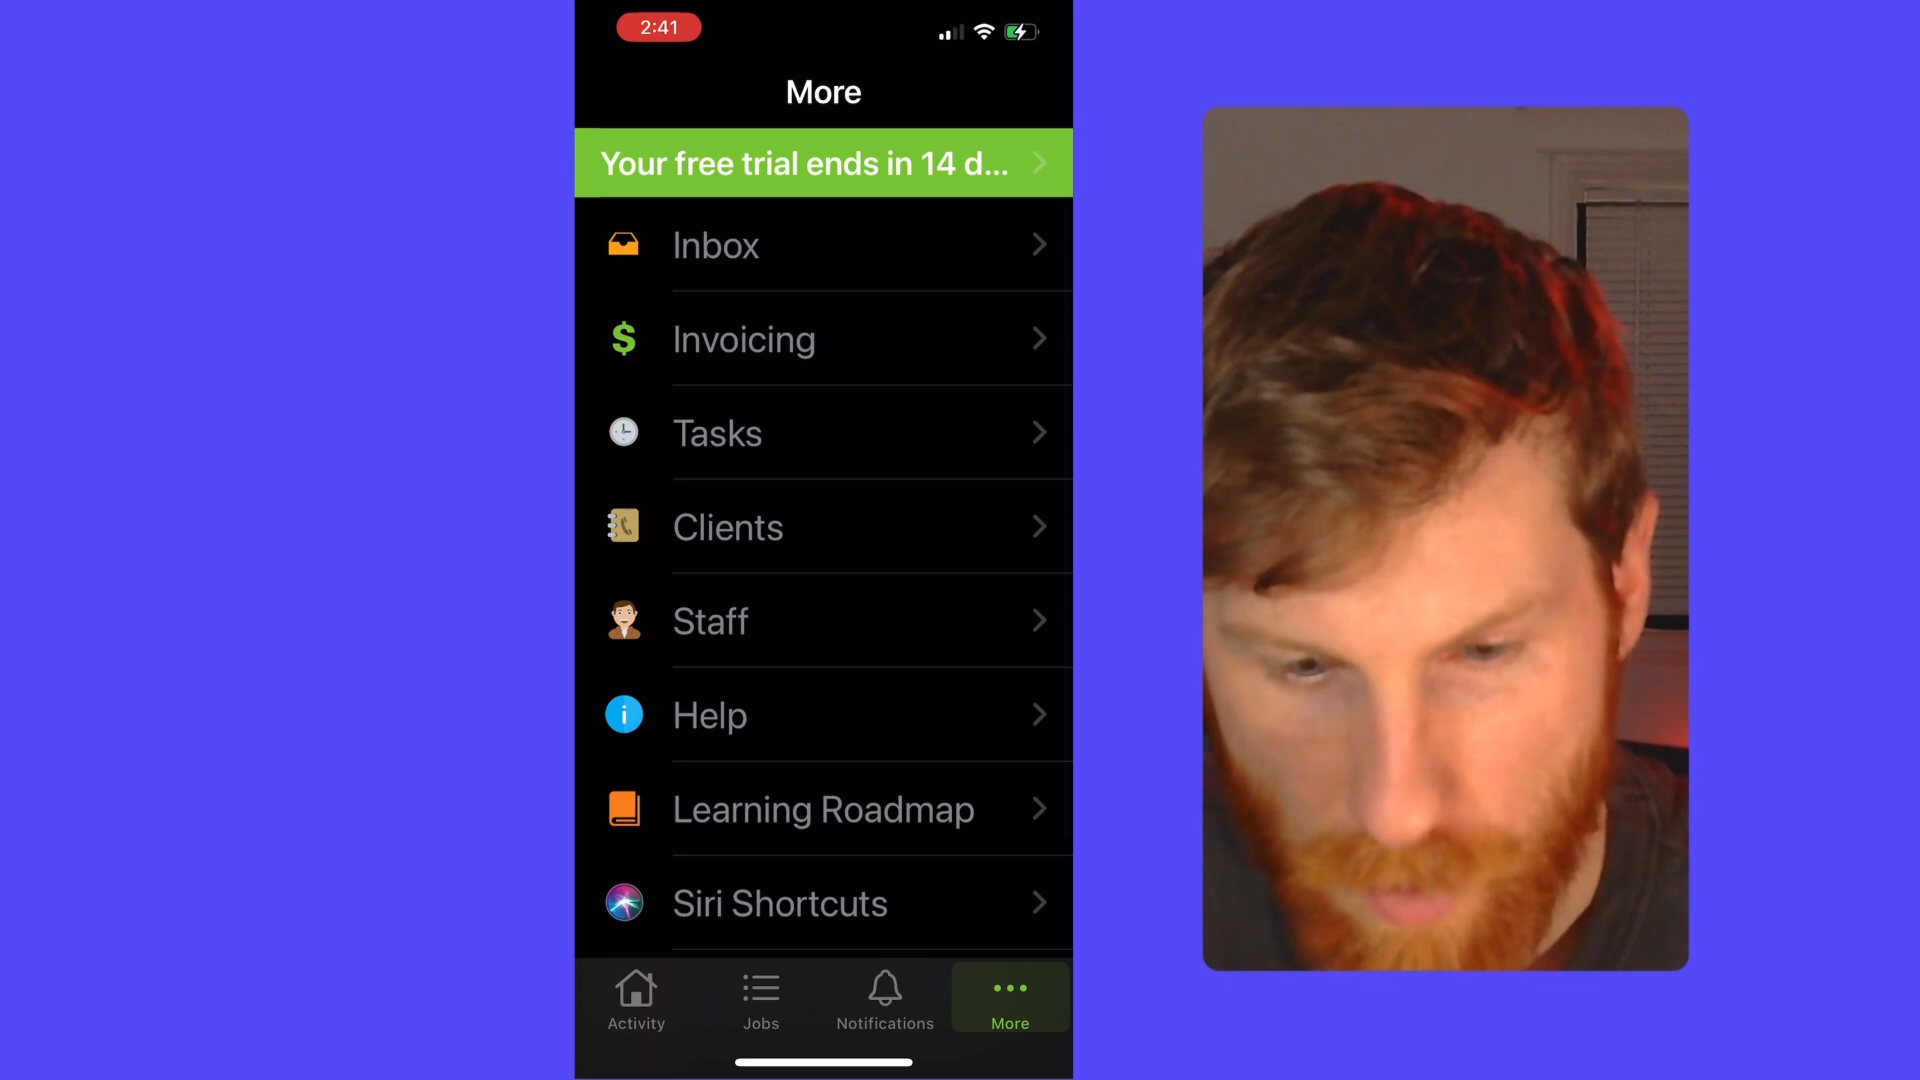 2:41
More
Your free trial ends in 14 d...
Inbox
$ Invoicing
Tasks
Clients
Staff
i Help
Learning Roadmap
Siri Shortcuts
Activity Jobs Notifications More